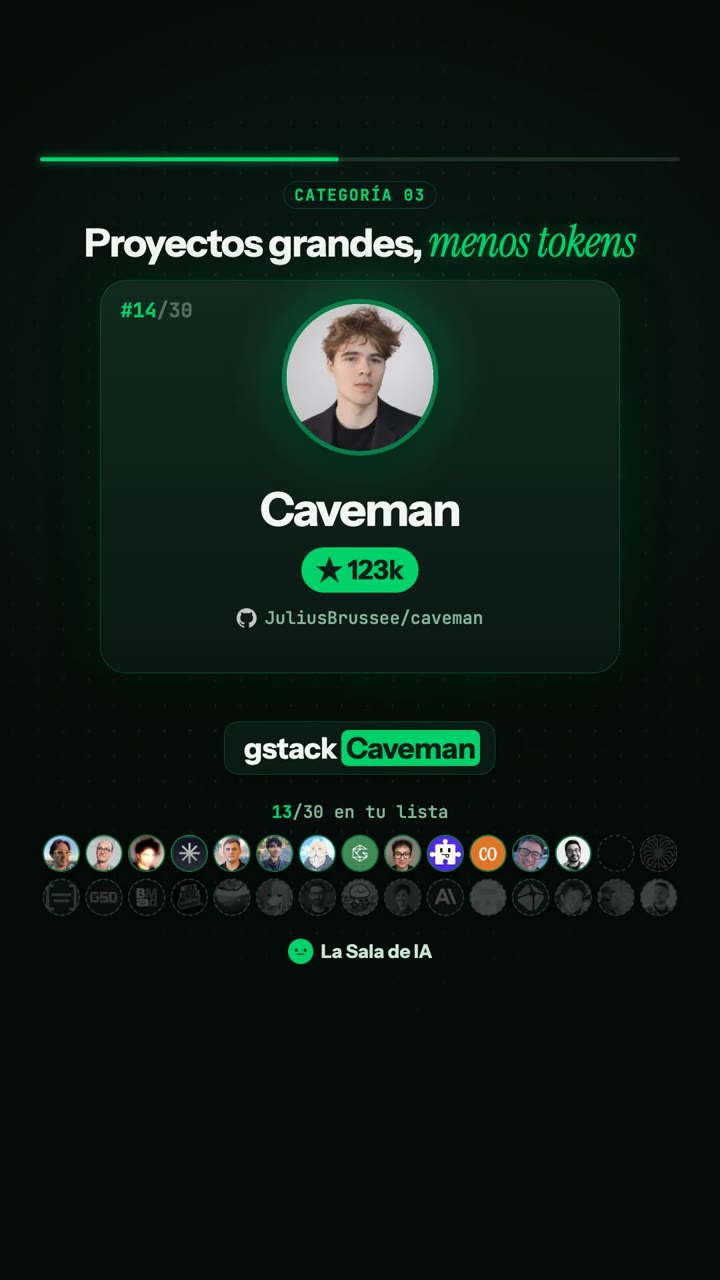 CATEGORÍA 03
Proyectos grandes, menos tokens
#14/30
Caveman
★ 123k
JuliusBrussee/caveman
gstack Caveman
13/30 en tu lista
GSD
La Sala de IA